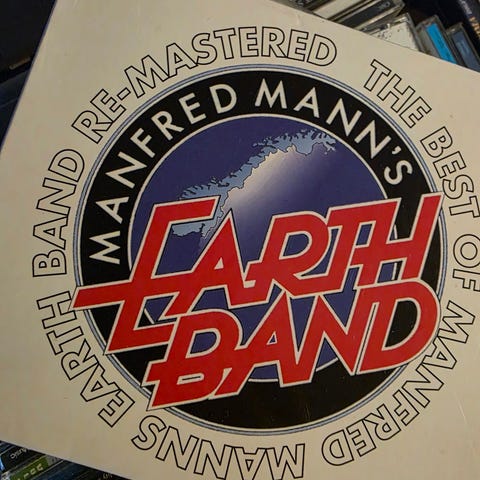 THE BEST OF MANFRED MANNS EARTH BAND RE-MASTERED
MANFRED MANN'S
EARTH
BAND